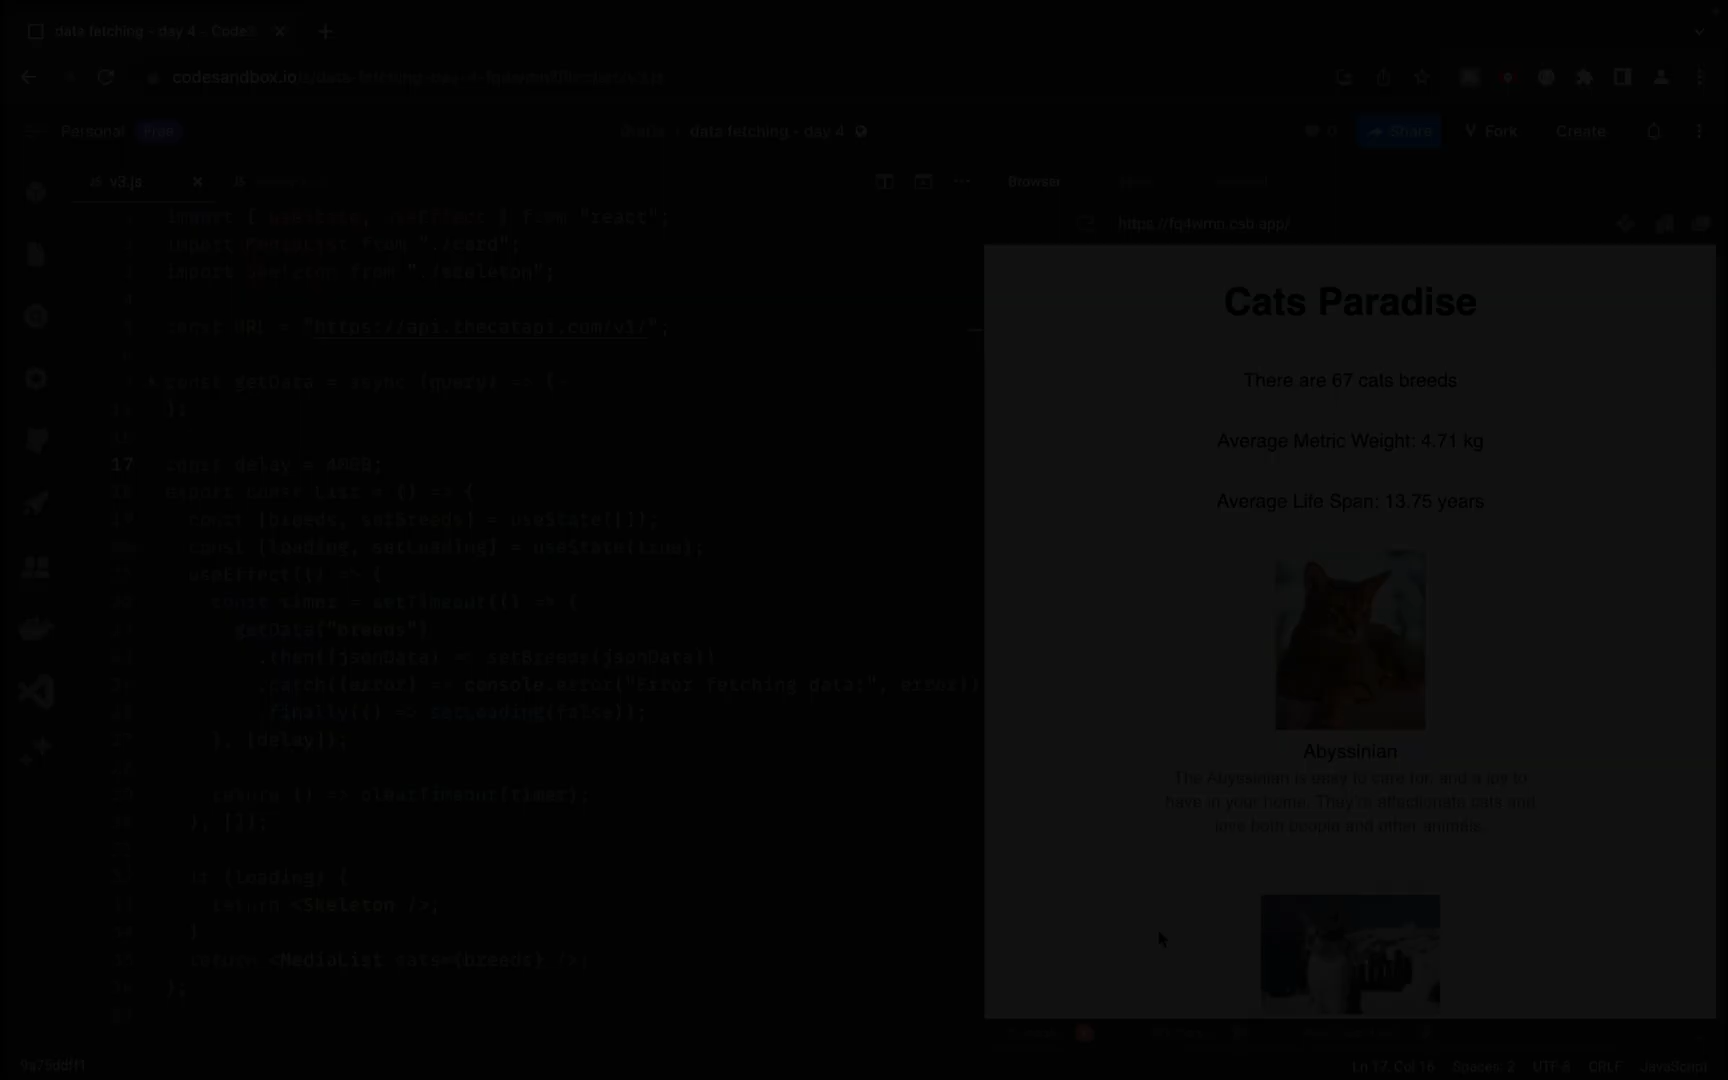 data fetching - day 4 - CodeS
codesandbox.io
Personal Free
data fetching - day 4
0 Share Fork Create
v3.js
Browser
https://fq4wmn.csb.app/
import { useState, useEffect } from "react";
import MediaList from "./card";
import Skeleton from "./skeleton";
4
const URL = "https://api.thecatapi.com/v1/";
const getData = async (query) => {
};
17 const delay = 4000;
export const List = () => {
const [breeds, setBreeds] = useState([]);
const [loading, setLoading] = useState(true);
useEffect(() => {
const timer = setTimeout(() => {
getData("breeds")
.then((jsonData) => setBreeds(jsonData))
.catch((error) => console.error("Error fetching data:", error))
.finally(() => setLoading(false));
}, [delay]);
return () => clearTimeout(timer);
}, []);
if (loading) {
return <Skeleton />;
}
return <MediaList cats={breeds} />;
};
Cats Paradise
There are 67 cats breeds
Average Metric Weight: 4.71 kg
Average Life Span: 13.75 years
Abyssinian
The Abyssinian is easy to care for, and a joy to
have in your home. They're affectionate cats and
love both people and other animals.
9a75ddff1
Ln 17, Col 16 Spaces: 2 UTF-8 CRLF JavaScript